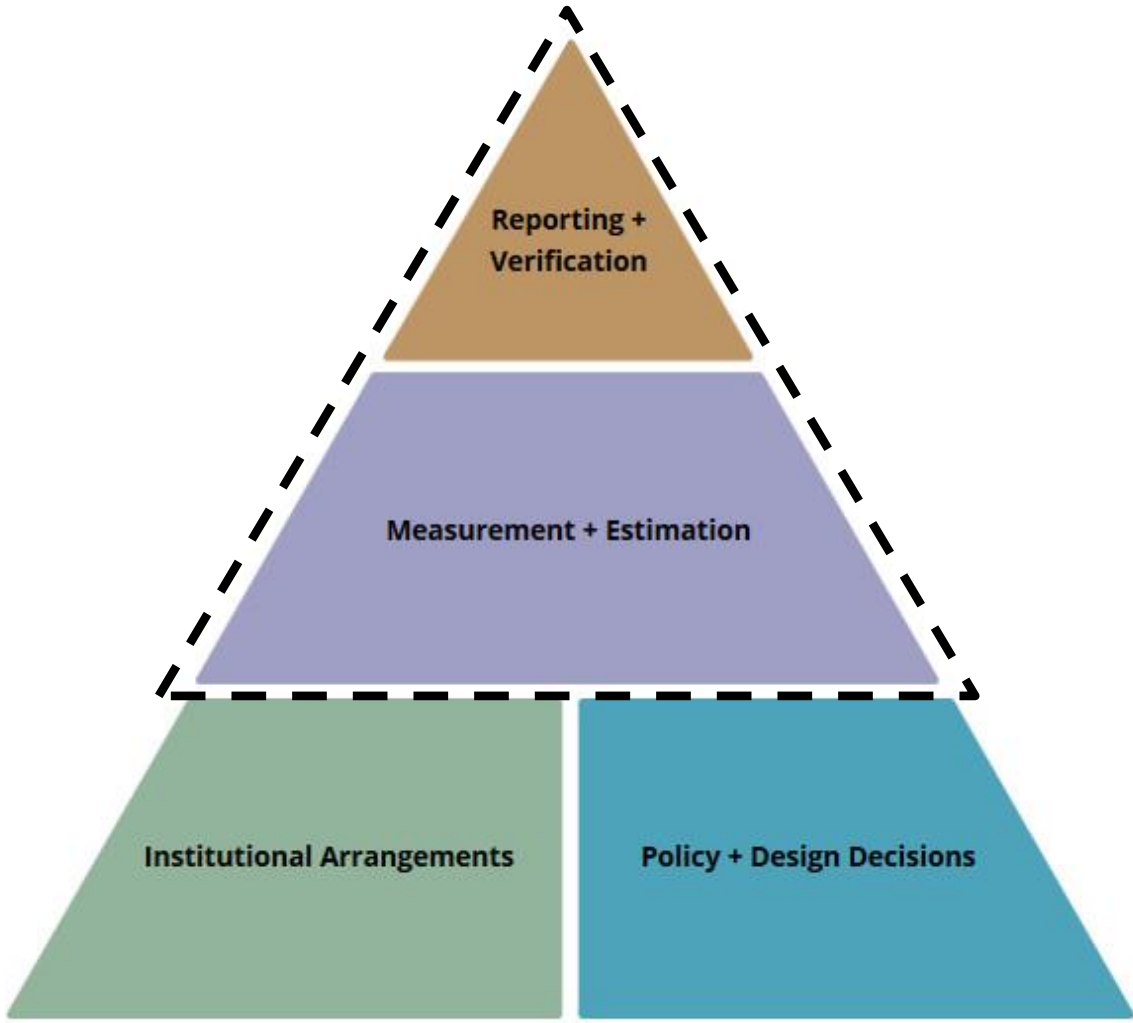 Reporting +
Verification
Measurement + Estimation
Institutional Arrangements
Policy + Design Decisions